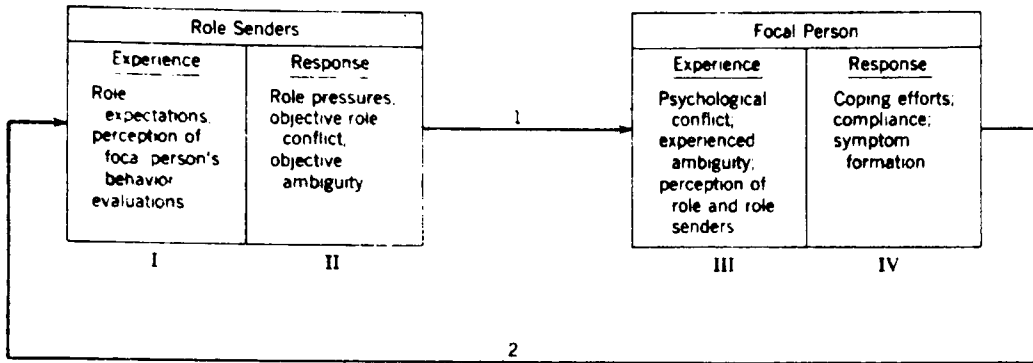 Role Senders
Experience
Role
expectations,
perception of
foca person's
behavior
evaluations
Response
Role pressures,
objective role
conflict,
objective
ambiguity
I
II
1
Focal Person
Experience
Psychological
conflict;
experienced
ambiguity;
perception of
role and role
senders
Response
Coping efforts;
compliance;
symptom
formation
III
IV
2